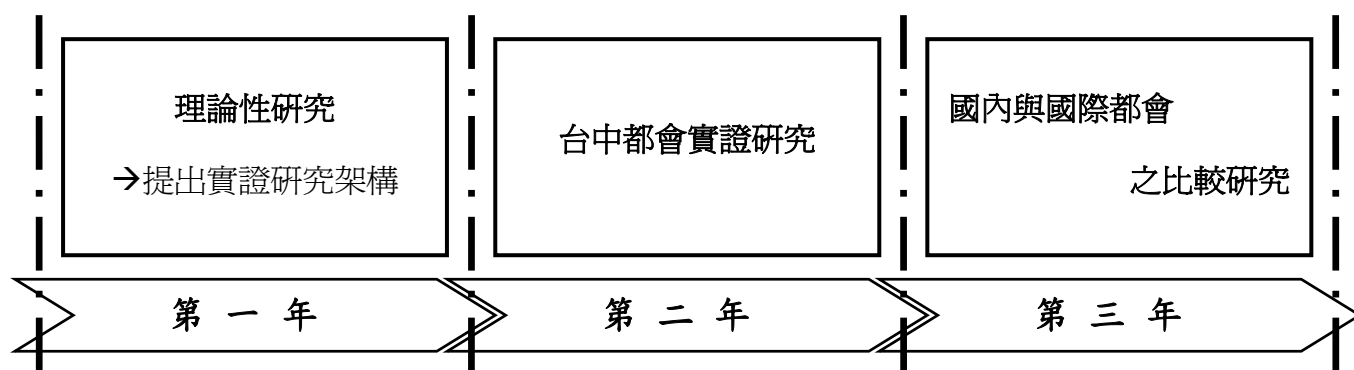 理論性研究
→提出實證研究架構
台中都會實證研究
國內與國際都會
之比較研究
第 一 年
第 二 年
第 三 年